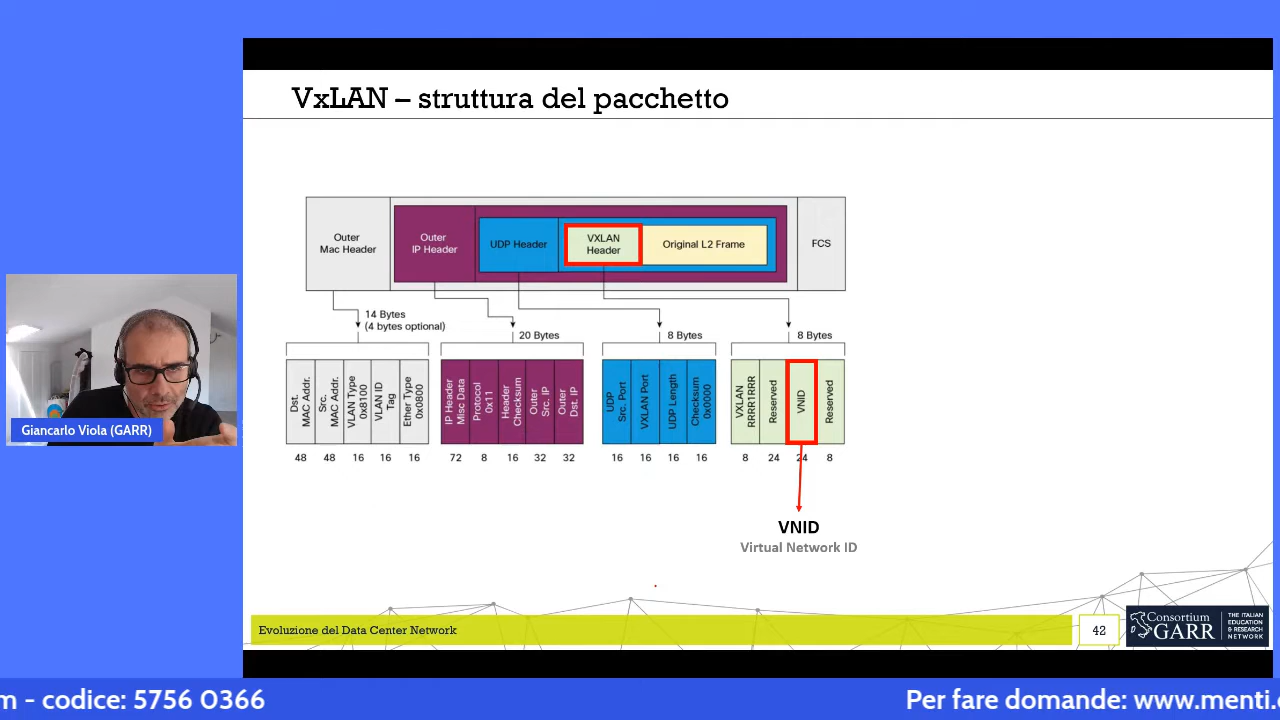 VxLAN – struttura del pacchetto
Outer
Mac Header
Outer
IP Header
UDP Header
VXLAN
Header
Original L2 Frame
FCS
14 Bytes
(4 bytes optional)
20 Bytes
8 Bytes
8 Bytes
Dst.
MAC Addr.
Src.
MAC Addr.
VLAN Type
0x8100
VLAN ID
Tag
Ether Type
0x0800
IP Header
Misc Data
Protocol
0x11
Header
Checksum
Outer
Src. IP
Outer
Dst. IP
UDP
Src. Port
VXLAN Port
UDP Length
Checksum
0x0000
VXLAN
RRRR1RRR
Reserved
VNID
Reserved
48 48 16 16 16
72 8 16 32 32
16 16 16 16
8 24 24 8
VNID
Virtual Network ID
Giancarlo Viola (GARR)
Evoluzione del Data Center Network
42
Consortium
GARR
THE ITALIAN
EDUCATION
& RESEARCH
NETWORK
m - codice: 5756 0366
Per fare domande: www.menti.c